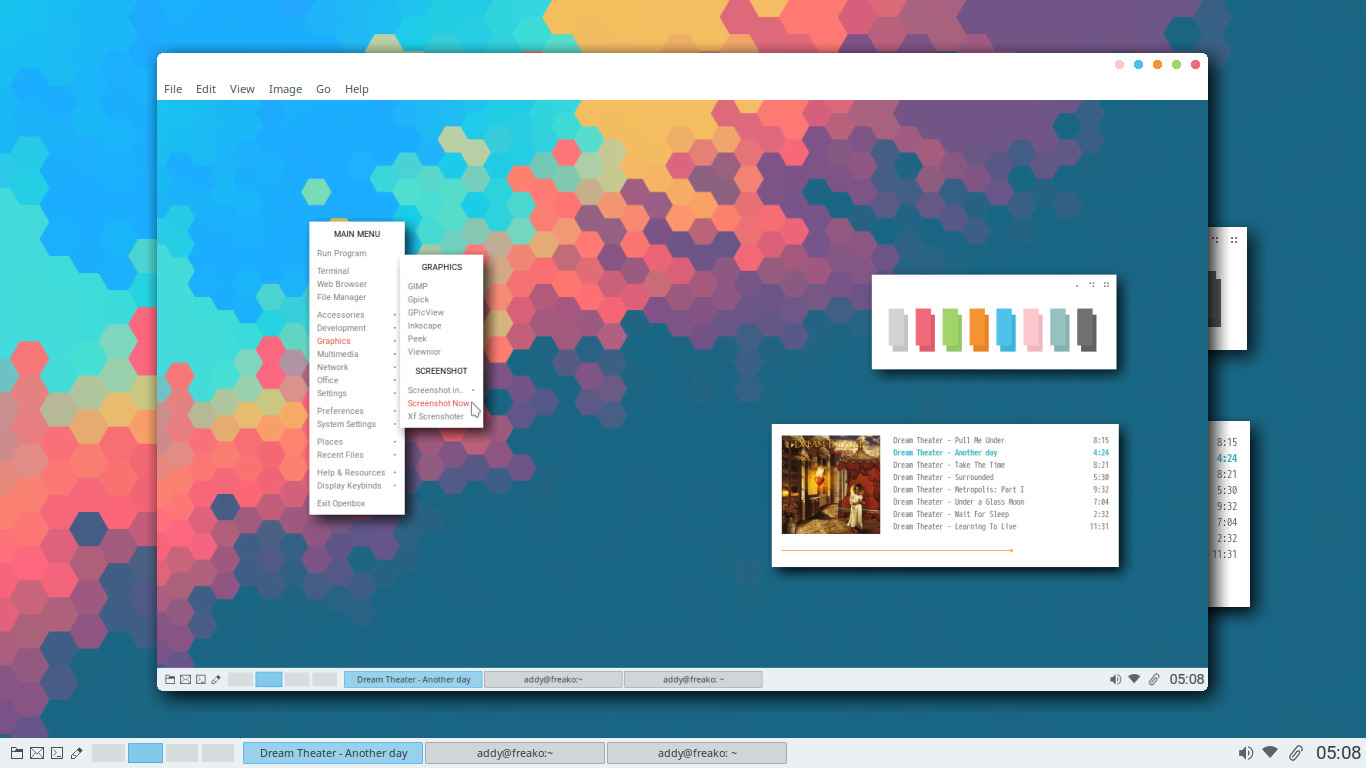 File Edit View Image Go Help
MAIN MENU
Run Program
Terminal
Web Browser
File Manager
Accessories
Development
Graphics
Multimedia
Network
Office
Settings
Preferences
System Settings
Places
Recent Files
Help & Resources
Display Keybinds
Exit Openbox
GRAPHICS
GIMP
Gpick
GPicView
Inkscape
Peek
Viewnior
SCREENSHOT
Screenshot in..
Screenshot Now
Xf Screnshoter
DREAM THEATER
Dream Theater - Pull Me Under 8:15
Dream Theater - Another day 4:24
Dream Theater - Take The Time 8:21
Dream Theater - Surrounded 5:30
Dream Theater - Metropolis: Part I 9:32
Dream Theater - Under a Glass Moon 7:04
Dream Theater - Wait For Sleep 2:32
Dream Theater - Learning To Live 11:31
8:15
4:24
8:21
5:30
9:32
7:04
2:32
11:31
Dream Theater - Another day addy@freako:~ addy@freako: ~ 05:08
Dream Theater - Another day addy@freako:~ addy@freako: ~ 05:08